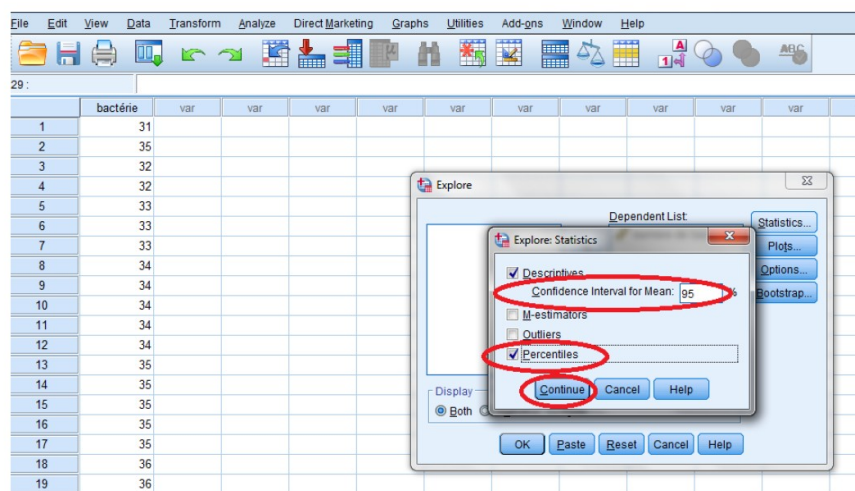 File Edit View Data Transform Analyze Direct Marketing Graphs Utilities Add-ons Window Help
29 :
bactérie var var var var var var var var var var
1 31
2 35
3 32
4 32
5 33
6 33
7 33
8 34
9 34
10 34
11 34
12 34
13 35
14 35
15 35
16 35
17 35
18 36
19 36
Explore
Dependent List:
Statistics...
Plots...
Options...
Bootstrap...
Explore: Statistics
Descriptives
Confidence Interval for Mean: 95 %
M-estimators
Outliers
Percentiles
Continue Cancel Help
Display
Both
OK Paste Reset Cancel Help